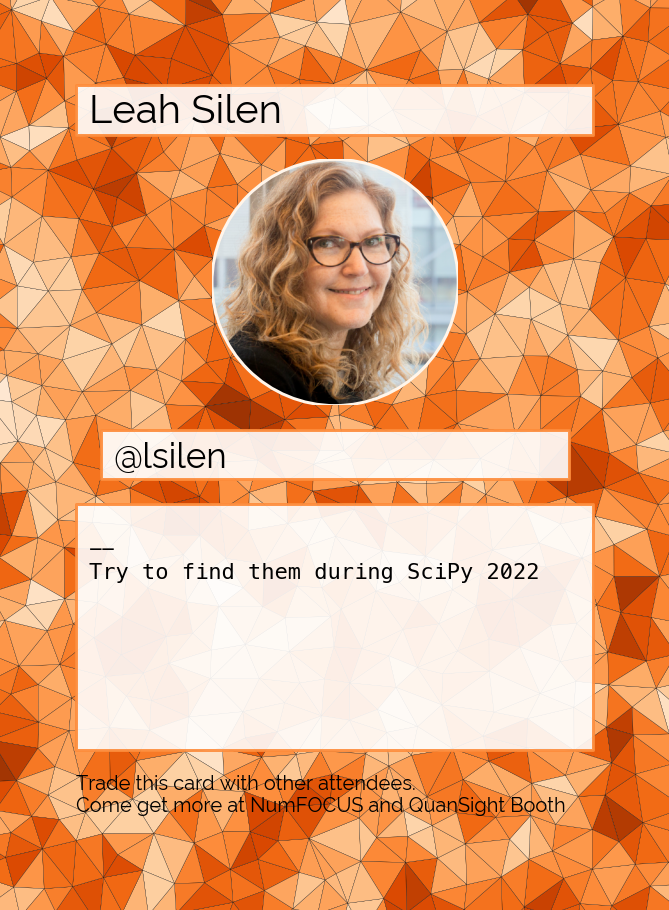 Leah Silen
@lsilen
——
Try to find them during SciPy 2022
Trade this card with other attendees.
Come get more at NumFOCUS and QuanSight Booth